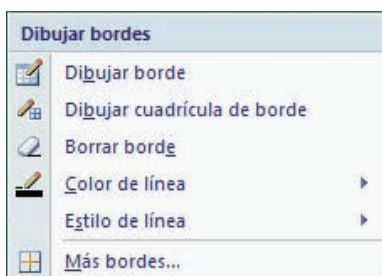 Dibujar bordes
Dibujar borde
Dibujar cuadrícula de borde
Borrar borde
Color de línea
Estilo de línea
Más bordes...